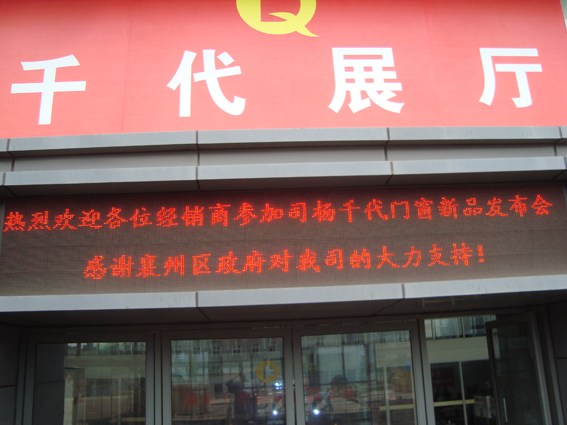 千代展厅
热烈欢迎各位经销商参加司杨千代门窗新品发布会
感谢襄州区政府对我司的大力支持!